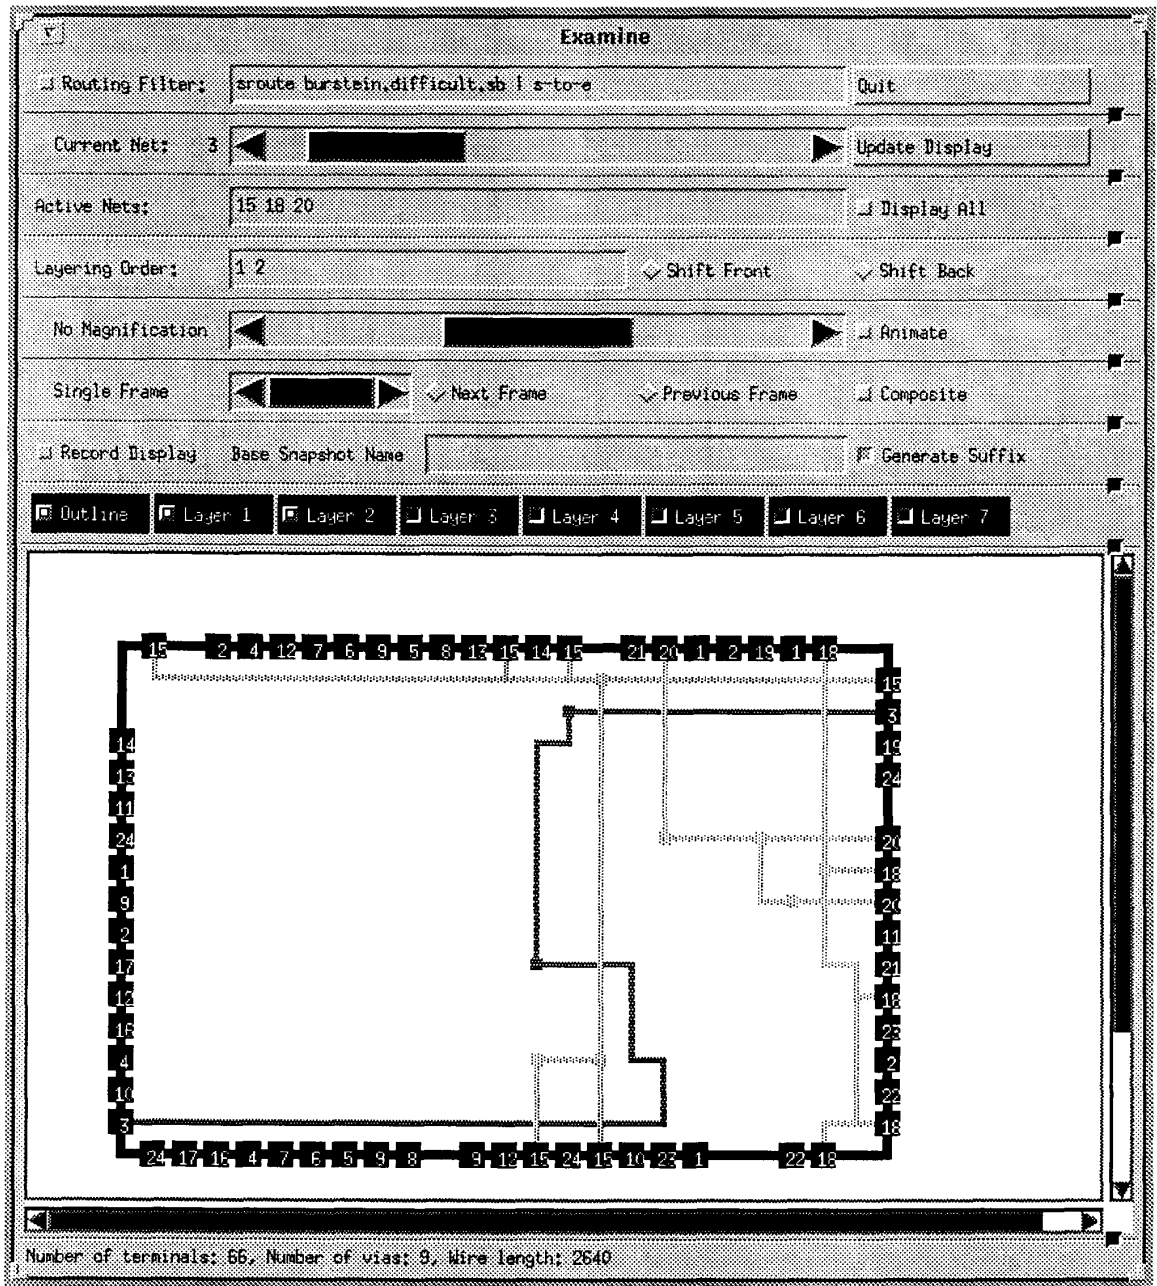 Examine
Routing Filter: sroute burstein.difficult.sb | s-to-e Quit
Current Net: 3 Update Display
Active Nets: 15 18 20 Display All
Layering Order: 1 2 Shift Front Shift Back
No Magnification Animate
Single Frame Next Frame Previous Frame Composite
Record Display Base Snapshot Name Generate Suffix
Outline Layer 1 Layer 2 Layer 3 Layer 4 Layer 5 Layer 6 Layer 7
15 2 4 12 7 6 9 5 8 13 15 14 15 21 20 1 2 19 1 18
15
3
14 19
13 24
11
24 20
1 18
9 20
2 11
17 21
18
16 23
4 2
10 22
3 18
24 17 16 4 7 6 5 9 8 9 12 15 24 15 10 23 1 22 18
Number of terminals: 66, Number of vias: 9, Wire length: 2640